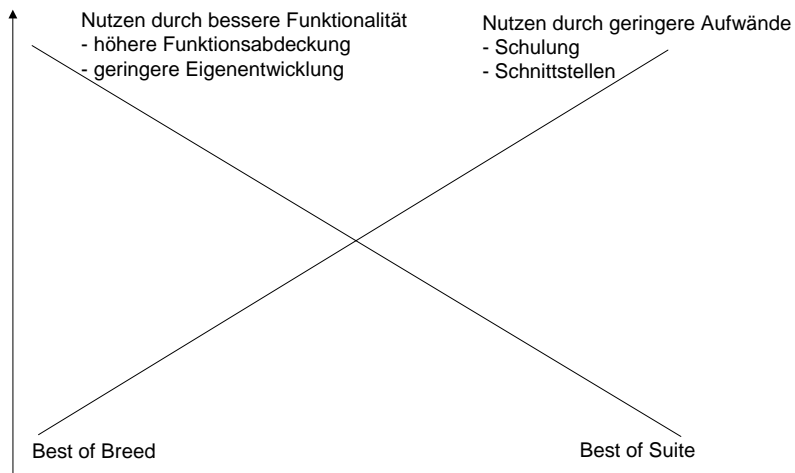 Nutzen durch bessere Funktionalität
- höhere Funktionsabdeckung
- geringere Eigenentwicklung
Nutzen durch geringere Aufwände
- Schulung
- Schnittstellen
Best of Breed
Best of Suite